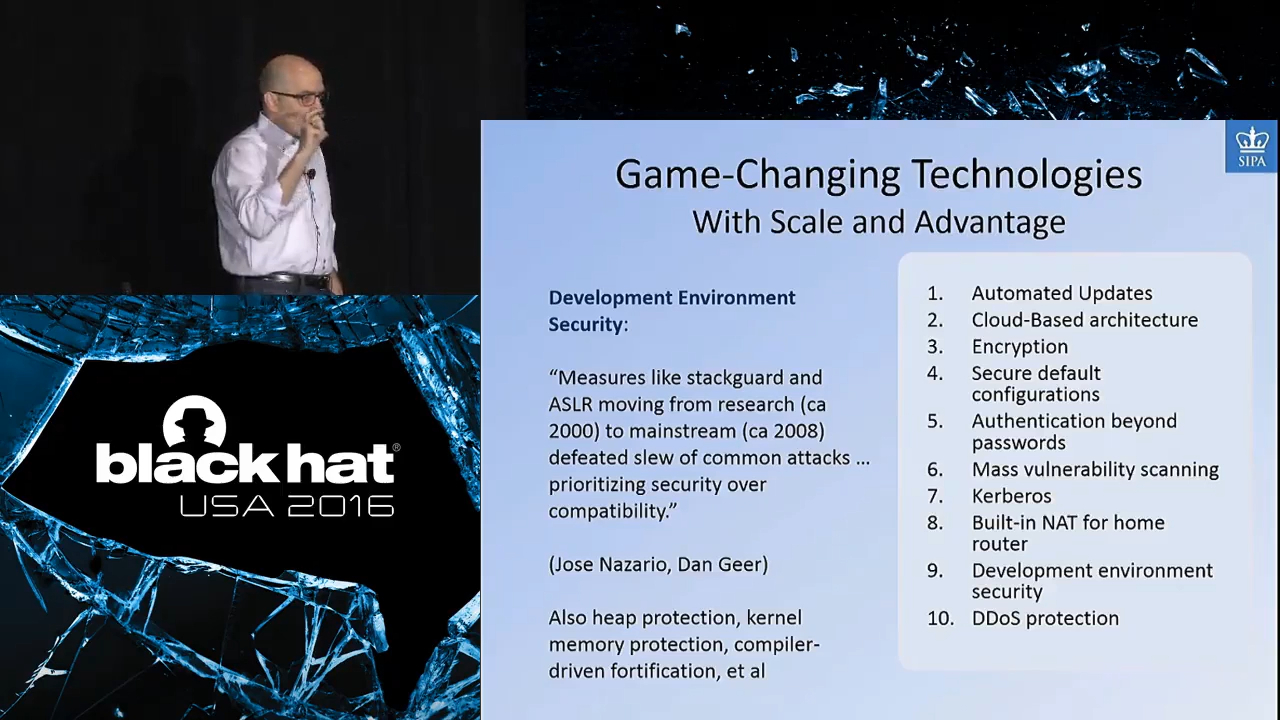 SIPA
Game-Changing Technologies
With Scale and Advantage
Development Environment
Security:
“Measures like stackguard and
ASLR moving from research (ca
2000) to mainstream (ca 2008)
defeated slew of common attacks ...
prioritizing security over
compatibility.”
(Jose Nazario, Dan Geer)
Also heap protection, kernel
memory protection, compiler-
driven fortification, et al
1. Automated Updates
2. Cloud-Based architecture
3. Encryption
4. Secure default
configurations
5. Authentication beyond
passwords
6. Mass vulnerability scanning
7. Kerberos
8. Built-in NAT for home
router
9. Development environment
security
10. DDoS protection
black hat®
USA 2016